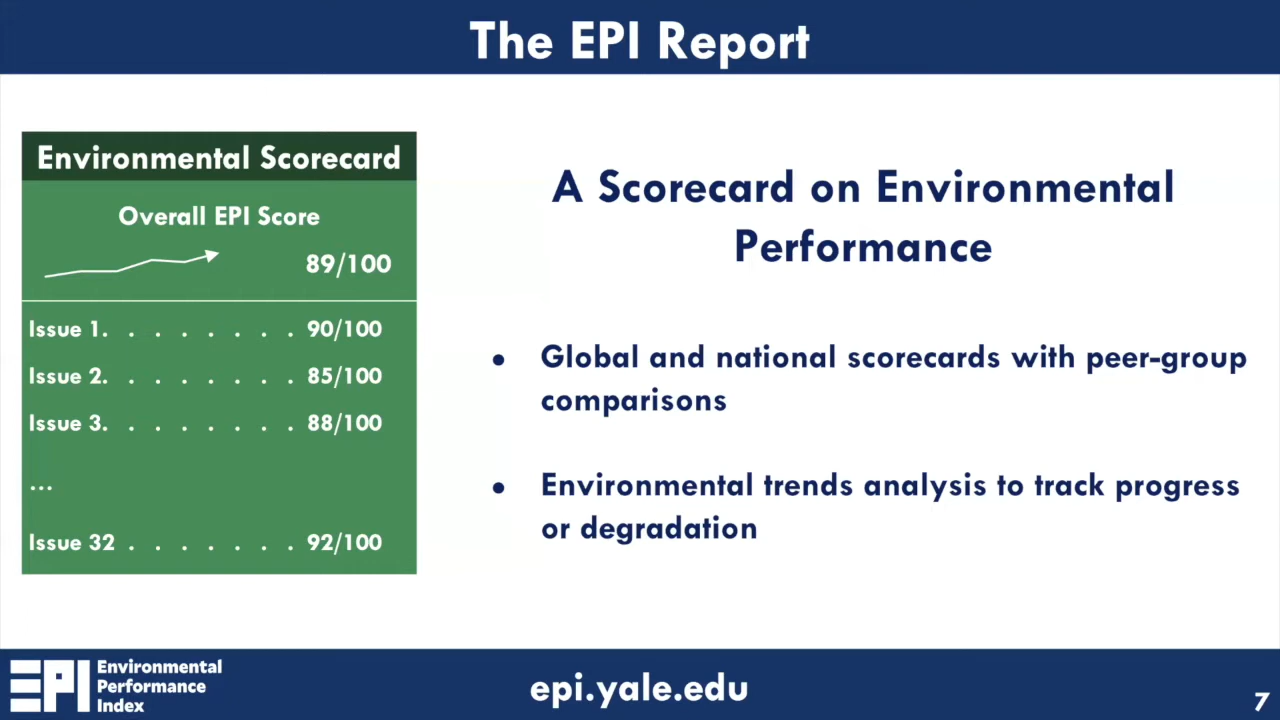 The EPI Report
Environmental Scorecard
Overall EPI Score
89/100
Issue 1. . . . . . . . 90/100
Issue 2. . . . . . . . 85/100
Issue 3. . . . . . . . 88/100
...
Issue 32 . . . . . . . 92/100
A Scorecard on Environmental
Performance
• Global and national scorecards with peer-group
comparisons
• Environmental trends analysis to track progress
or degradation
EPI Environmental
Performance
Index
epi.yale.edu
7